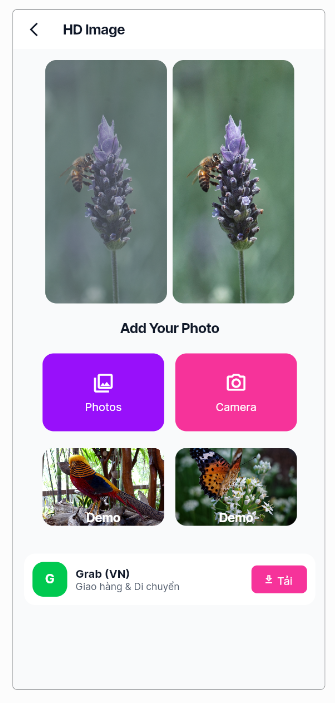 HD Image
Add Your Photo
Photos
Camera
Demo
Demo
G
Grab (VN)
Giao hàng & Di chuyển
Tải